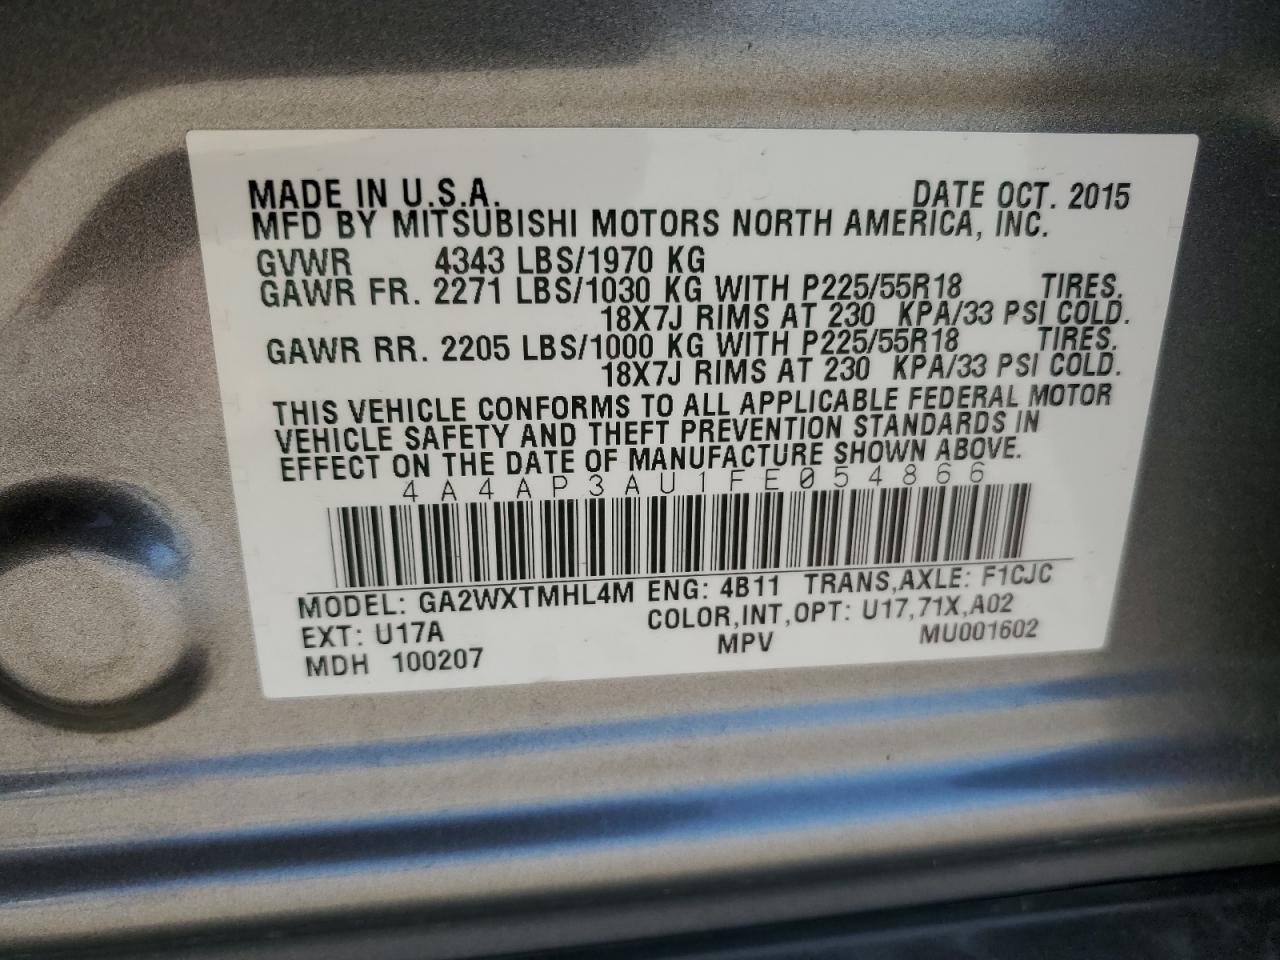 MADE IN U.S.A. DATE OCT. 2015
MFD BY MITSUBISHI MOTORS NORTH AMERICA, INC.
GVWR 4343 LBS/1970 KG
GAWR FR. 2271 LBS/1030 KG WITH P225/55R18 TIRES.
18X7J RIMS AT 230 KPA/33 PSI COLD.
GAWR RR. 2205 LBS/1000 KG WITH P225/55R18 TIRES.
18X7J RIMS AT 230 KPA/33 PSI COLD.
THIS VEHICLE CONFORMS TO ALL APPLICABLE FEDERAL MOTOR
VEHICLE SAFETY AND THEFT PREVENTION STANDARDS IN
EFFECT ON THE DATE OF MANUFACTURE SHOWN ABOVE.
4A4AP3AU1FE054866
MODEL: GA2WXTMHL4M ENG: 4B11 TRANS,AXLE: F1CJC
EXT: U17A COLOR,INT,OPT: U17,71X,A02
MDH 100207 MPV MU001602